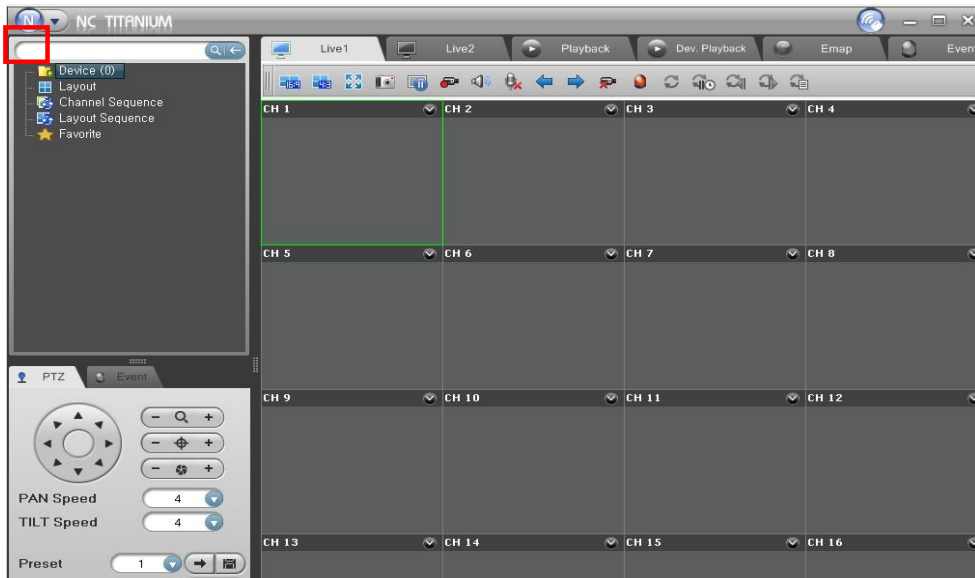 N NC TITANIUM
Live1 Live2 Playback Dev. Playback Emap Event
Device (0)
Layout
Channel Sequence
Layout Sequence
Favorite
CH 1 CH 2 CH 3 CH 4
CH 5 CH 6 CH 7 CH 8
PTZ Event
CH 9 CH 10 CH 11 CH 12
PAN Speed 4
TILT Speed 4
CH 13 CH 14 CH 15 CH 16
Preset 1